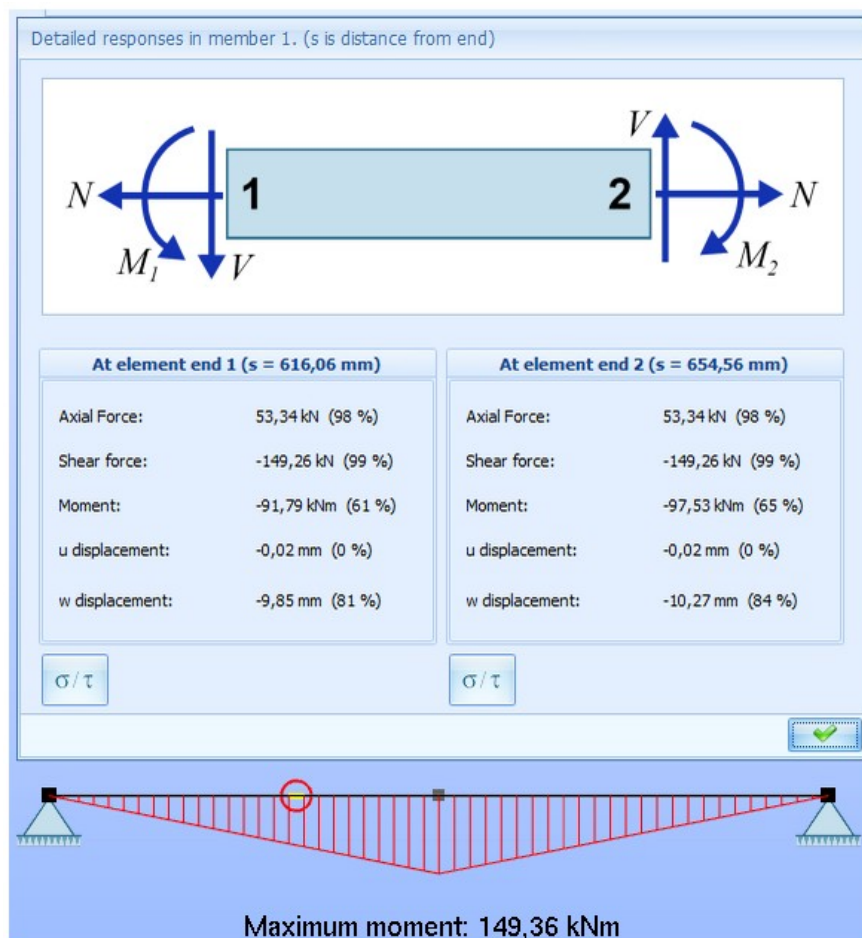 Detailed responses in member 1. (s is distance from end)
V
N 1 2 N
M1 V M2
At element end 1 (s = 616,06 mm)
Axial Force: 53,34 kN (98 %)
Shear force: -149,26 kN (99 %)
Moment: -91,79 kNm (61 %)
u displacement: -0,02 mm (0 %)
w displacement: -9,85 mm (81 %)
σ/τ
At element end 2 (s = 654,56 mm)
Axial Force: 53,34 kN (98 %)
Shear force: -149,26 kN (99 %)
Moment: -97,53 kNm (65 %)
u displacement: -0,02 mm (0 %)
w displacement: -10,27 mm (84 %)
σ/τ
Maximum moment: 149,36 kNm